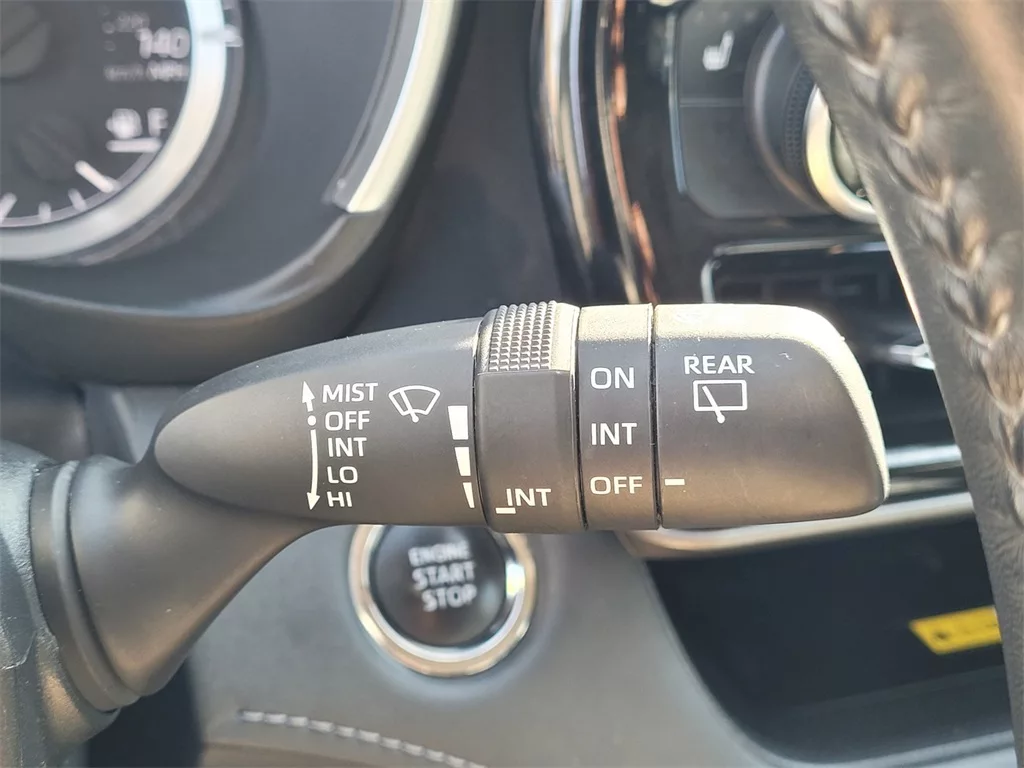 140
F
MIST
OFF
INT
LO
HI
INT
ON
INT
OFF
REAR
ENGINE
START
STOP